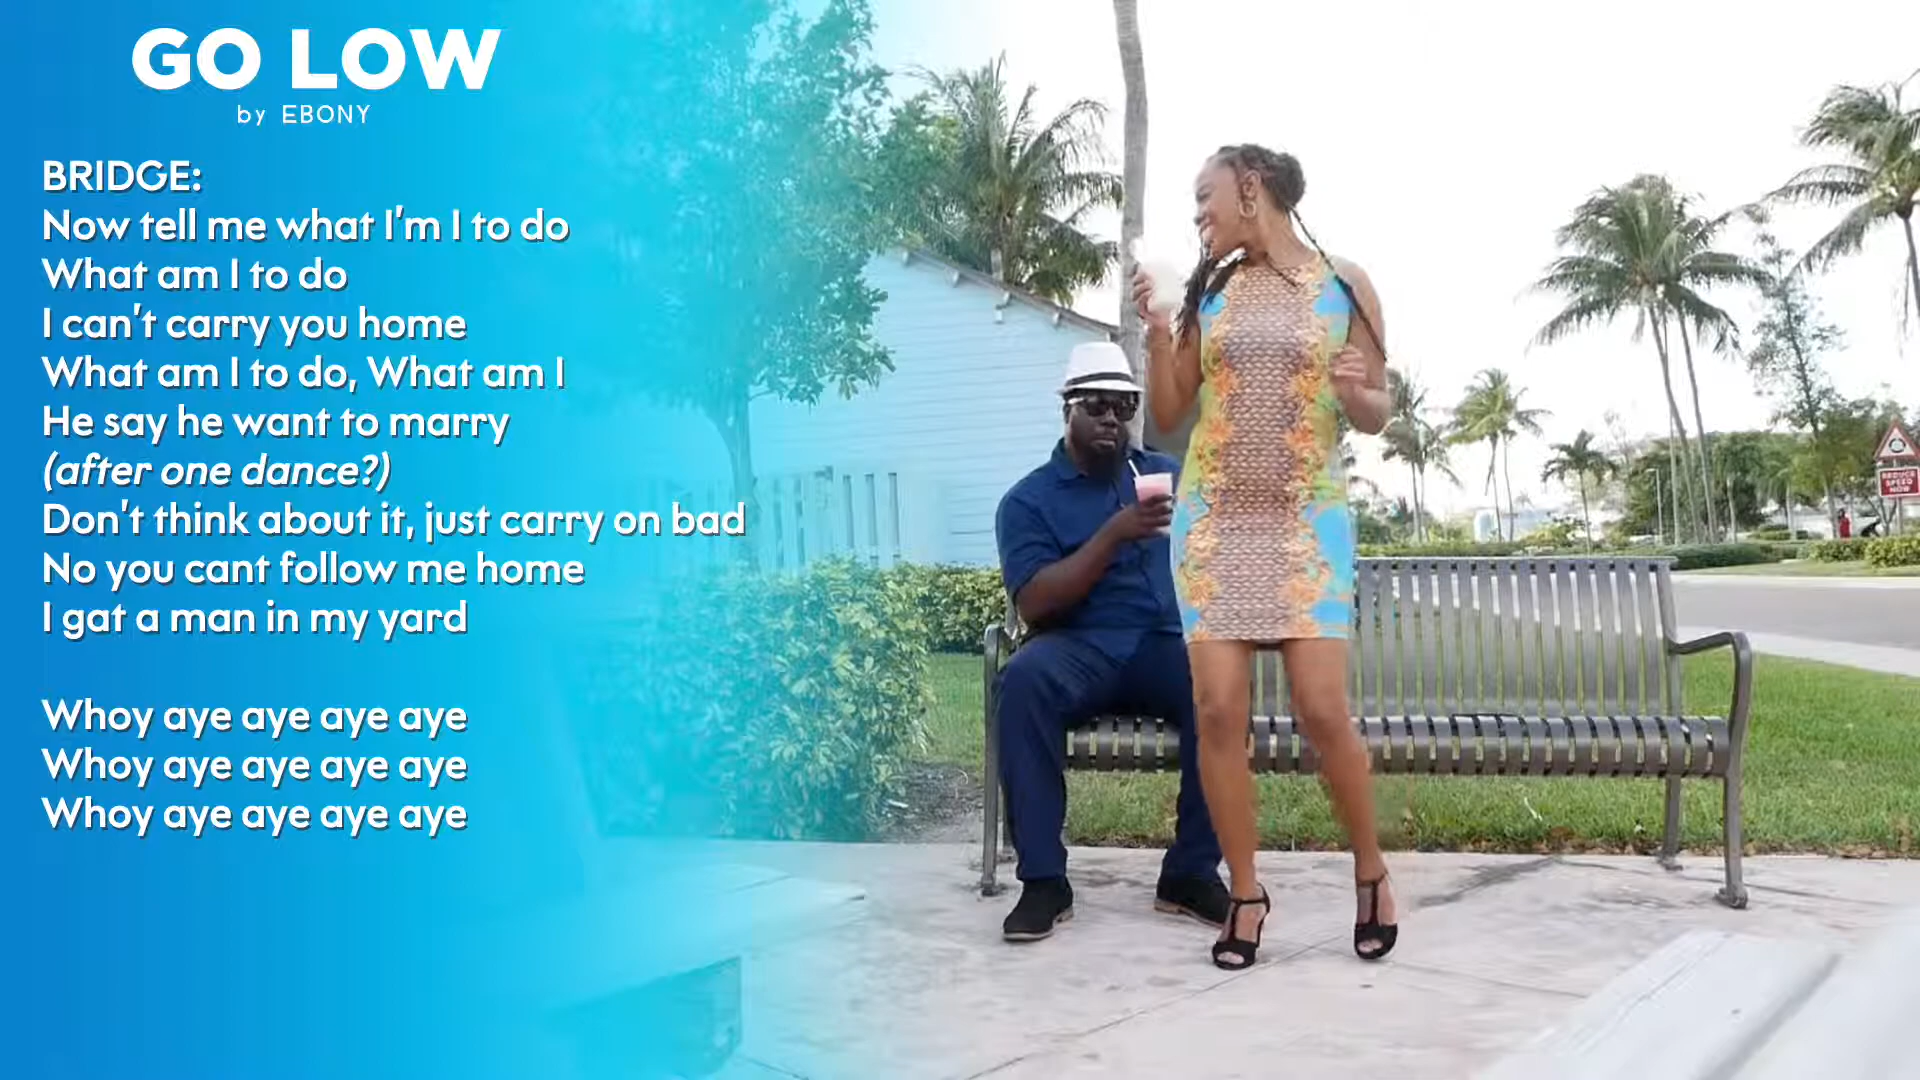 GO LOW
by EBONY
BRIDGE:
Now tell me what I'm I to do
What am I to do
I can't carry you home
What am I to do, What am I
He say he want to marry
(after one dance?)
Don't think about it, just carry on bad
No you cant follow me home
I gat a man in my yard
Whoy aye aye aye aye
Whoy aye aye aye aye
Whoy aye aye aye aye
REDUCE
SPEED
NOW